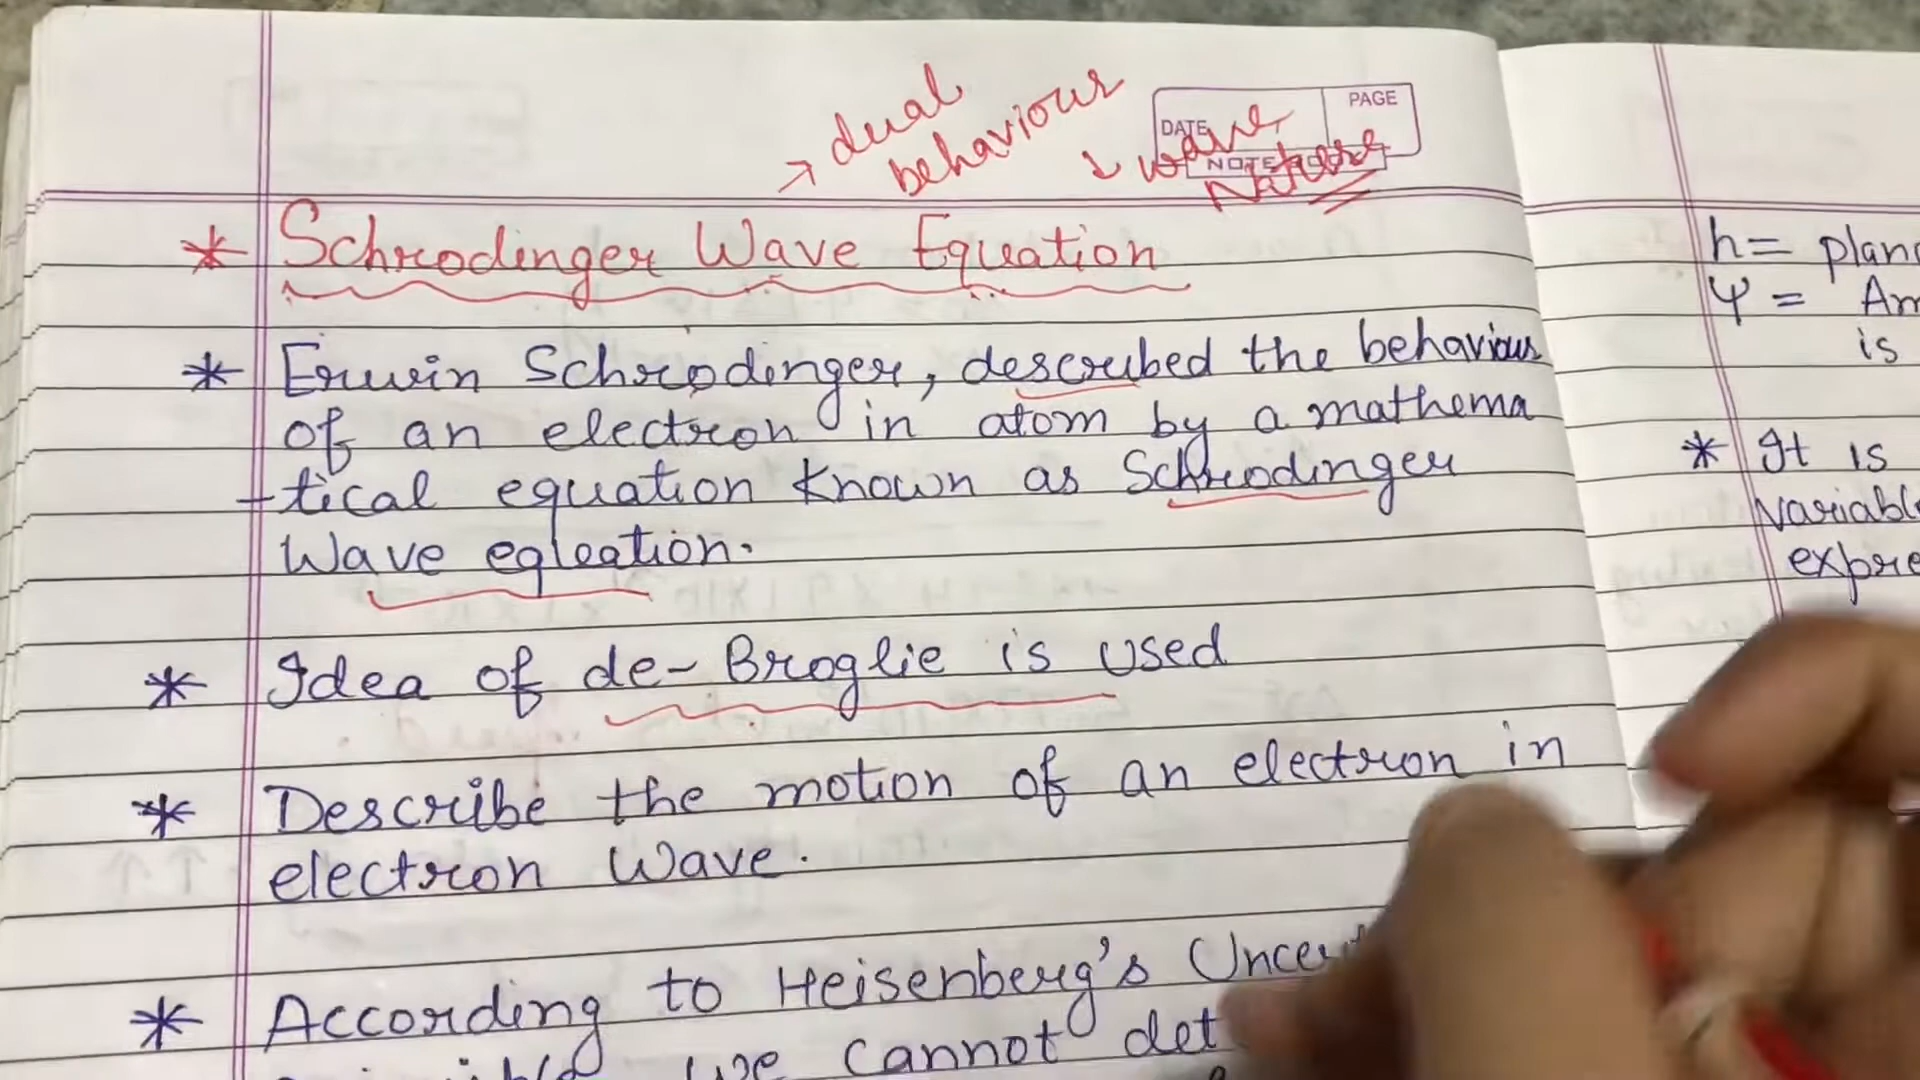 → dual
behaviour
↓ wave
Nature
DATE
PAGE
* Schrodinger Wave Equation
* Erwin Schrodinger, described the behaviour
of an electron in atom by a mathema
-tical equation known as Schrodinger
Wave eqleation.
* Idea of de-Broglie is used
* Describe the motion of an electron in
electron Wave.
* According to Heisenberg's
we cannot det
h = plan
Ψ = Am
is
* It is
variabl
expre